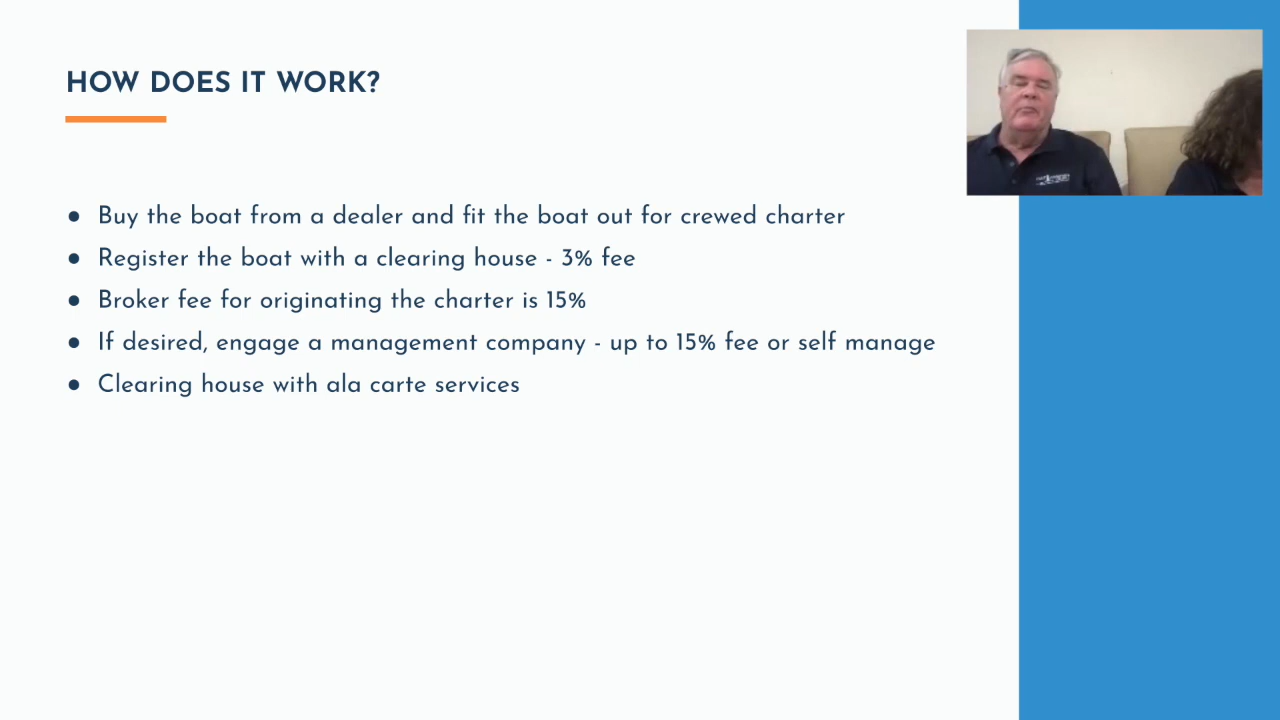 HOW DOES IT WORK?
● Buy the boat from a dealer and fit the boat out for crewed charter
● Register the boat with a clearing house - 3% fee
● Broker fee for originating the charter is 15%
● If desired, engage a management company - up to 15% fee or self manage
● Clearing house with ala carte services